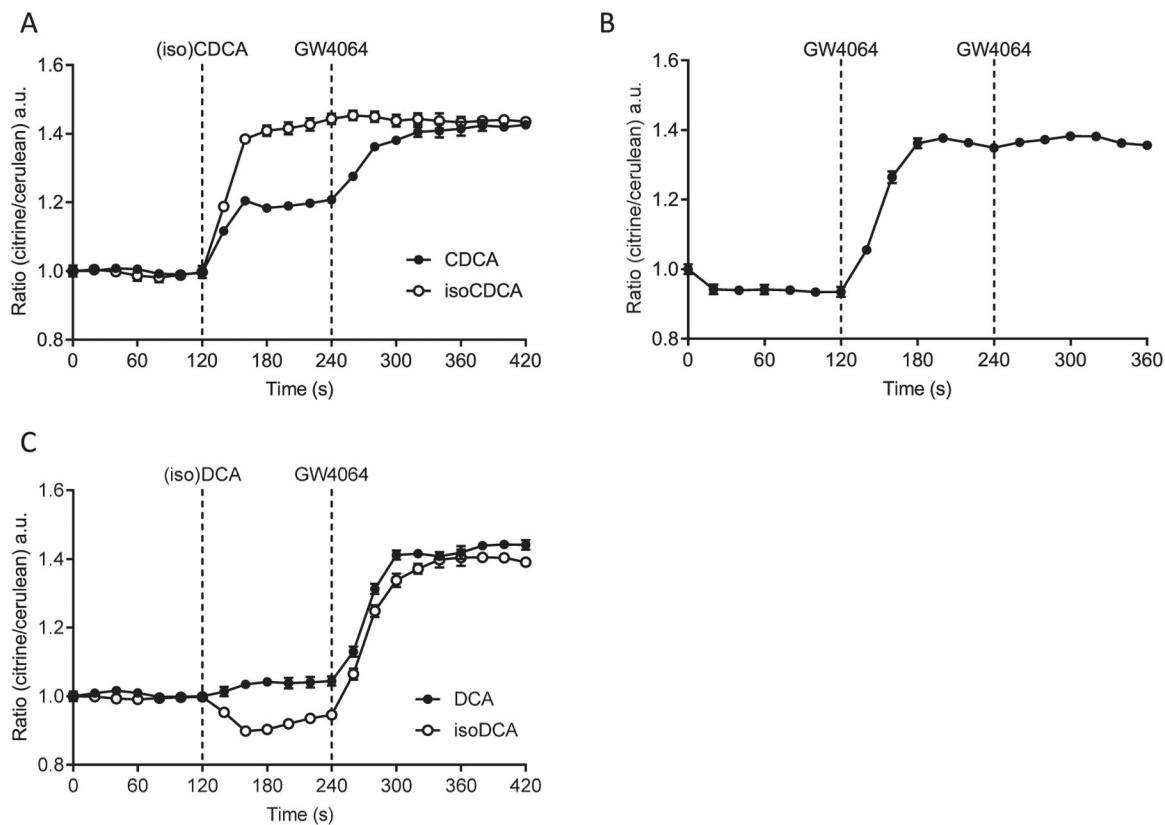 A
(iso)CDCA GW4064
Ratio (citrine/cerulean) a.u.
1.6
1.4
1.2
1.0
0.8
CDCA
isoCDCA
0 60 120 180 240 300 360 420
Time (s)
B
GW4064 GW4064
Ratio (citrine/cerulean) a.u.
1.6
1.4
1.2
1.0
0.8
0 60 120 180 240 300 360
Time (s)
C
(iso)DCA GW4064
Ratio (citrine/cerulean) a.u.
1.6
1.4
1.2
1.0
0.8
DCA
isoDCA
0 60 120 180 240 300 360 420
Time (s)